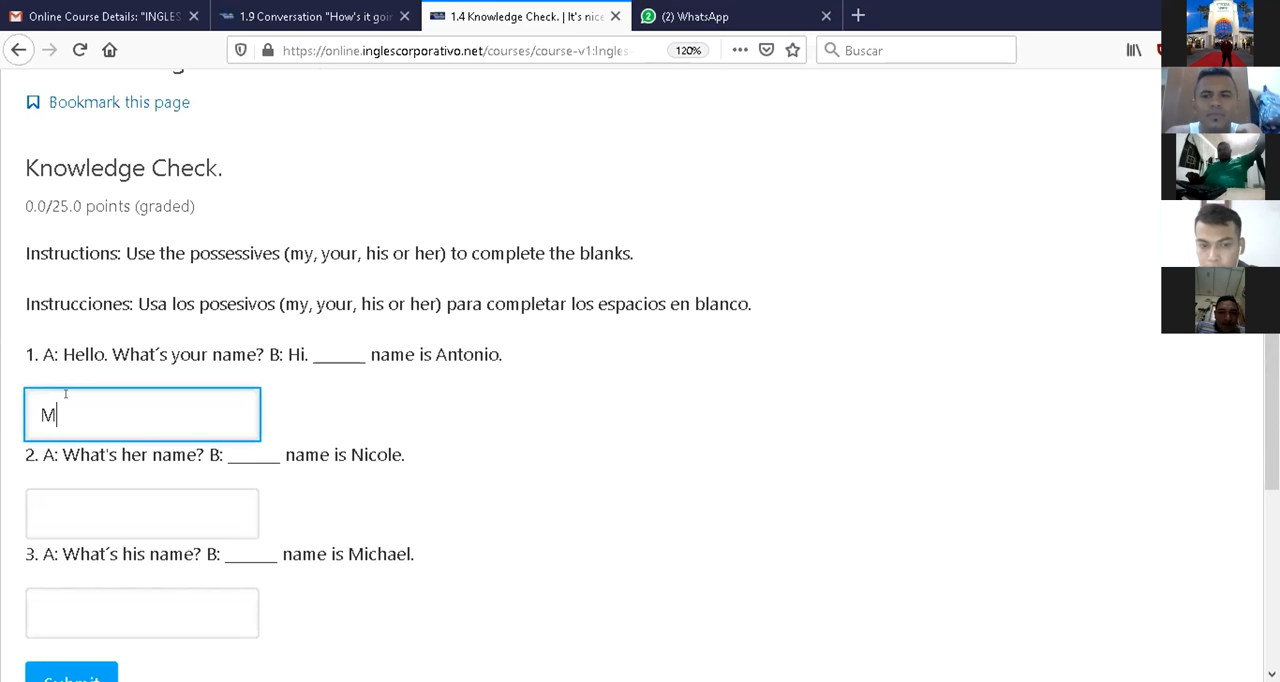 Online Course Details: "INGLES
1.9 Conversation "How's it goi
1.4 Knowledge Check. | It's nice
(2) WhatsApp
https://online.inglescorporativo.net/courses/course-v1:Ingles-
120%
Buscar
Bookmark this page
Knowledge Check.
0.0/25.0 points (graded)
Instructions: Use the possessives (my, your, his or her) to complete the blanks.
Instrucciones: Usa los posesivos (my, your, his or her) para completar los espacios en blanco.
1. A: Hello. What´s your name? B: Hi. ______ name is Antonio.
M
2. A: What's her name? B: ______ name is Nicole.
3. A: What´s his name? B: ______ name is Michael.
Submit